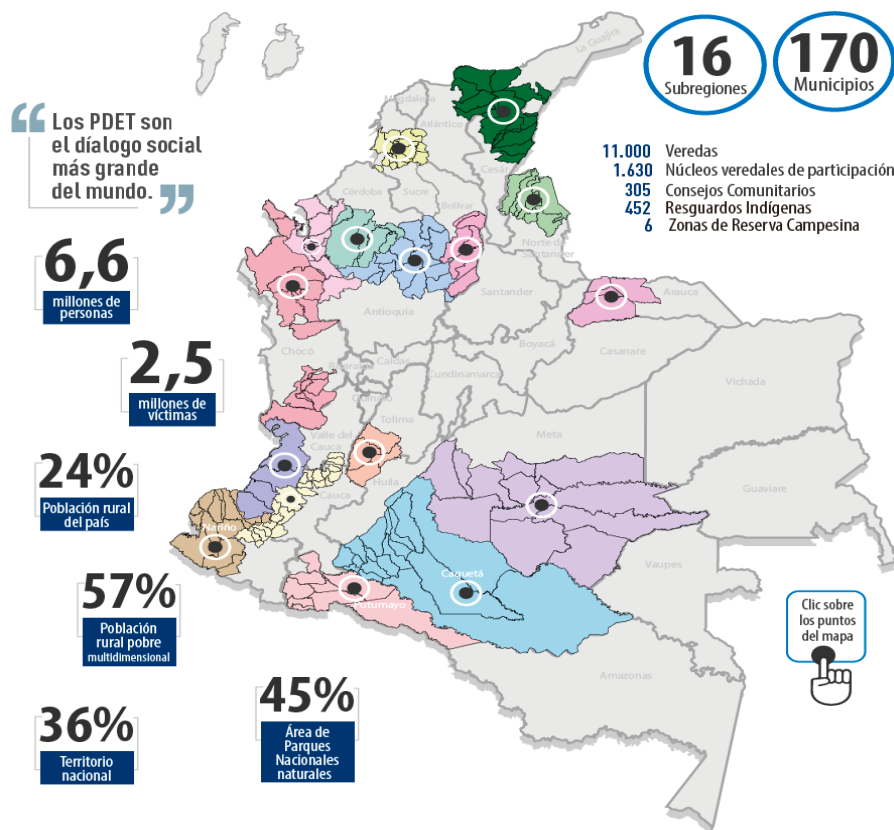 16
Subregiones
170
Municipios
“ Los PDET son
el díalogo social
más grande
del mundo. ”
11.000 Veredas
1.630 Núcleos veredales de participación
305 Consejos Comunitarios
452 Resguardos Indígenas
6 Zonas de Reserva Campesina
6,6
millones de
personas
2,5
millones de
víctimas
24%
Población rural
del país
57%
Población
rural pobre
multidimensional
36%
Territorio
nacional
45%
Área de
Parques
Nacionales
naturales
Clic sobre
los puntos
del mapa
La Guajira
Magdalena
Atlántico
Cesar
Córdoba
Sucre
Bolívar
Norte de
Santander
Antioquía
Santander
Arauca
Chocó
Boyacá
Casanare
Caldas
Cundinamarca
Vichada
Quindío
Tolima
Valle del
Cauca
Meta
Cauca
Huila
Guaviare
Nariño
Vaupes
Caquetá
Putumayo
Amazonas